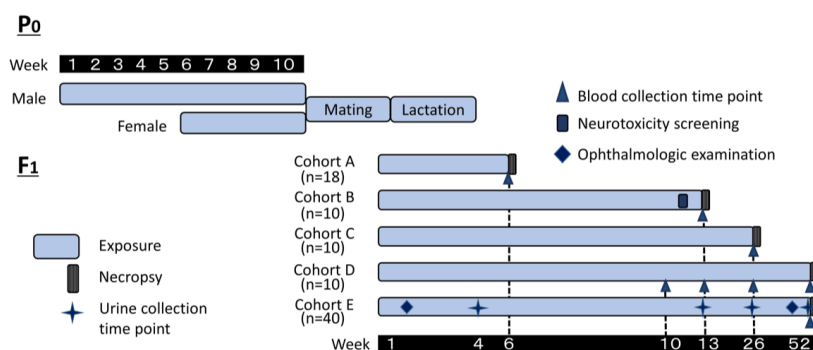 P0
Week 1 2 3 4 5 6 7 8 9 10
Male
Mating Lactation
Female
Blood collection time point
Neurotoxicity screening
Ophthalmologic examination
F1
Cohort A
(n=18)
Cohort B
(n=10)
Cohort C
(n=10)
Cohort D
(n=10)
Cohort E
(n=40)
Exposure
Necropsy
Urine collection
time point
Week 1 4 6 10 13 26 52